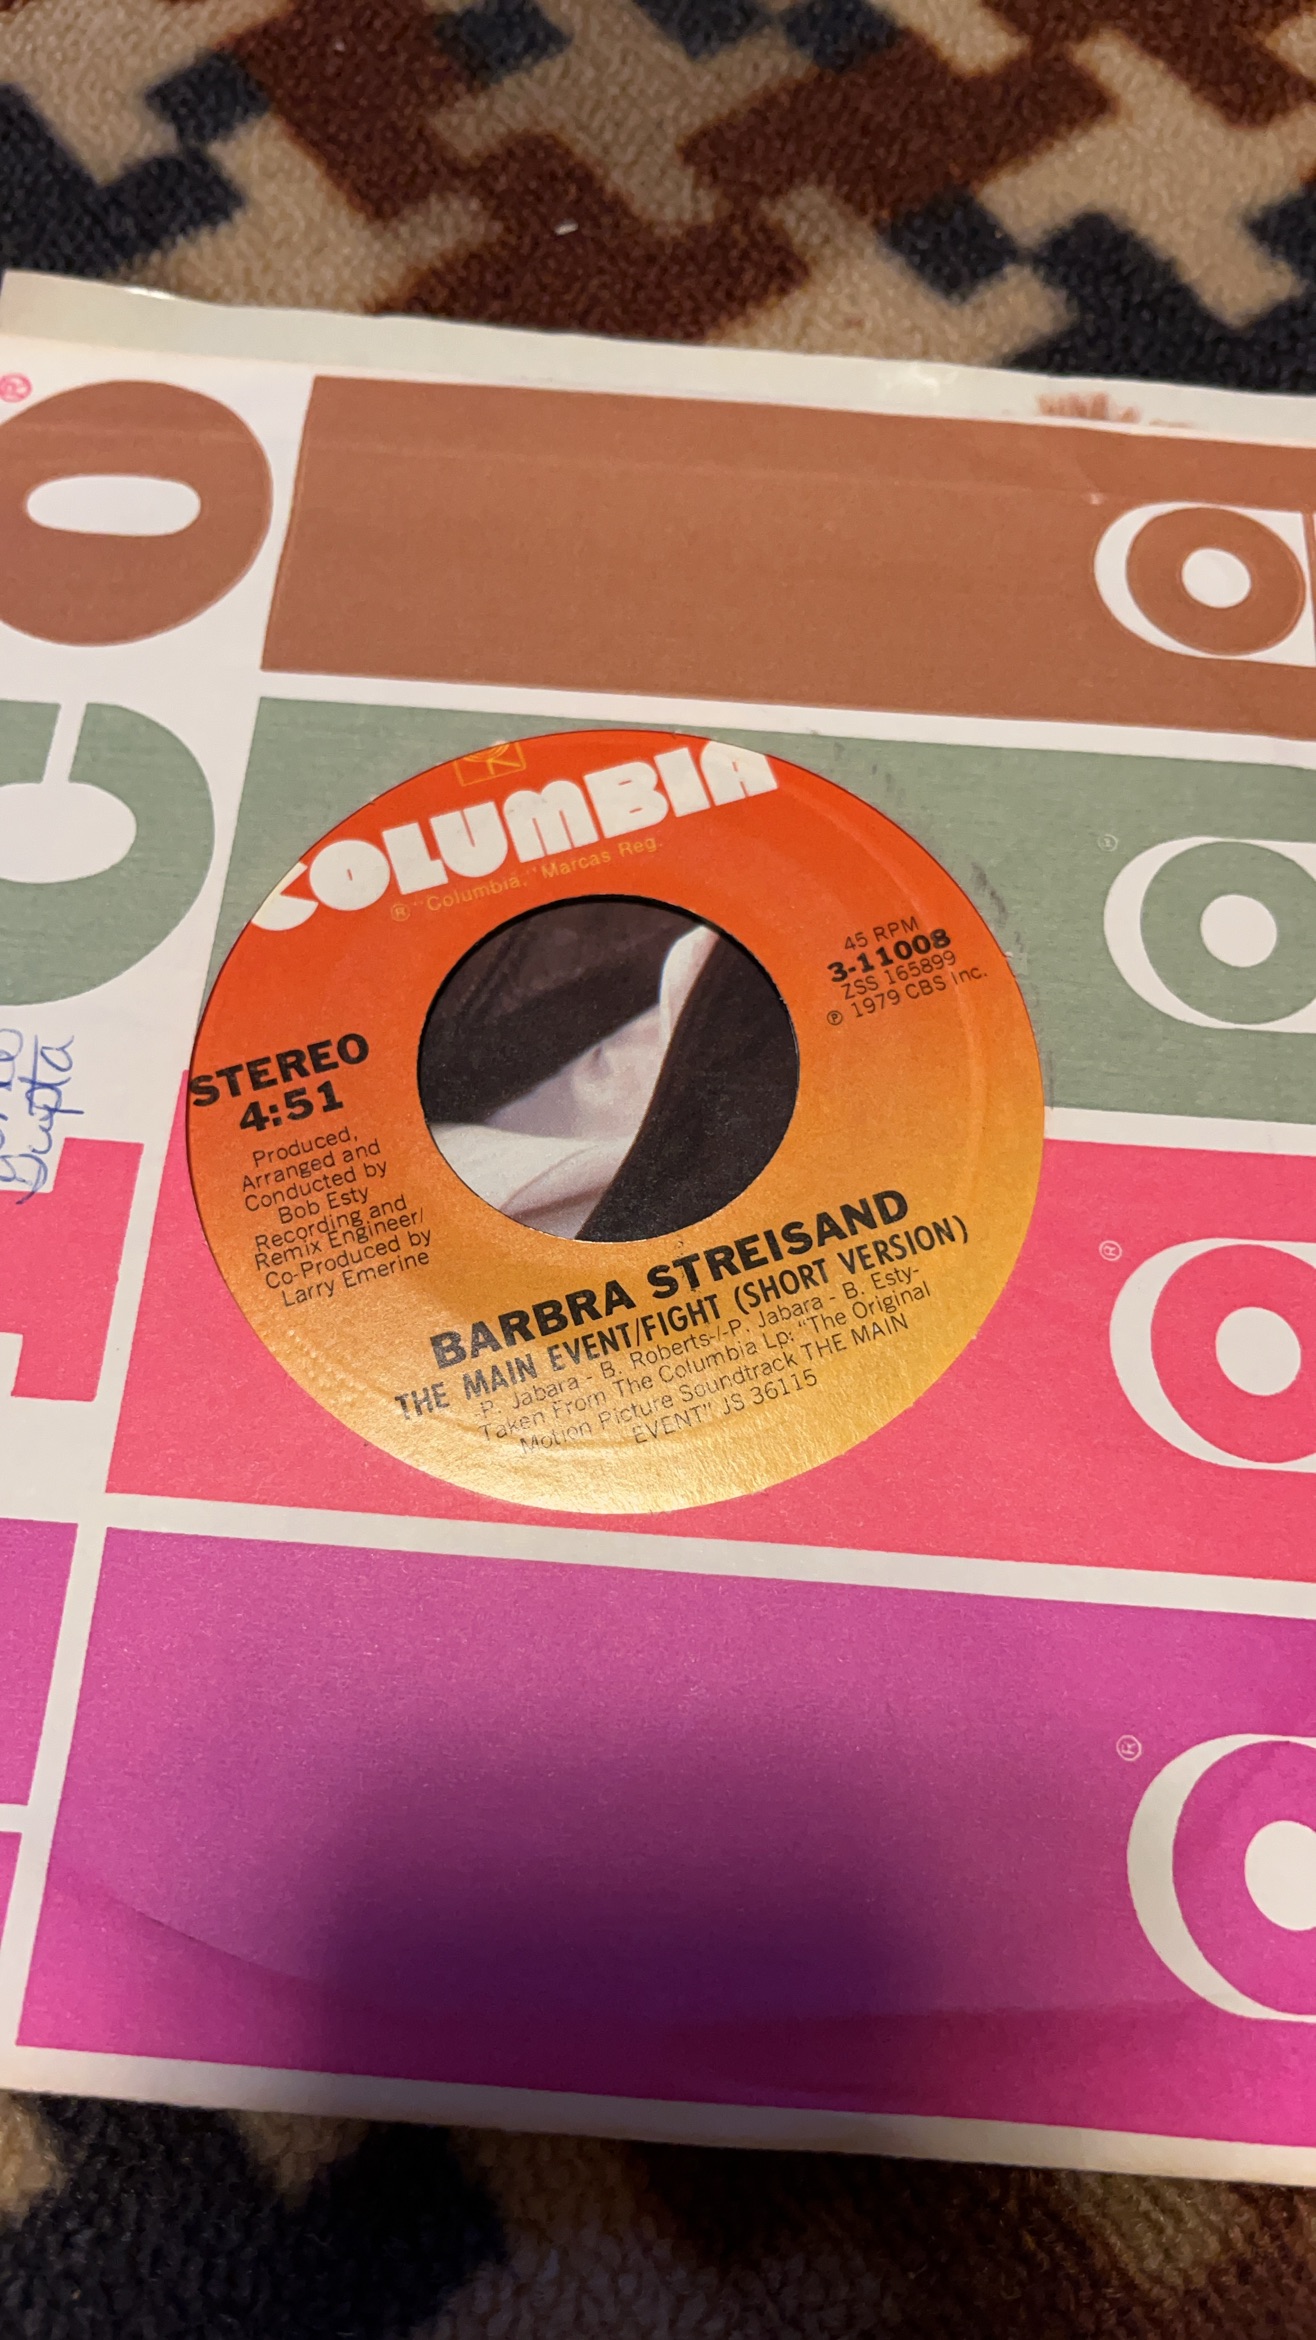 COLUMBIA
® "Columbia," Marcas Reg.
45 RPM
3-11008
ZSS 165899
℗ 1979 CBS Inc.
STEREO
4:51
Produced,
Arranged and
Conducted by
Bob Esty
Recording and
Remix Engineer/
Co-Produced by
Larry Emerine
BARBRA STREISAND
THE MAIN EVENT/FIGHT (SHORT VERSION)
-P. Jabara - B. Roberts-/-P. Jabara - B. Esty-
Taken From The Columbia Lp: "The Original
Motion Picture Soundtrack THE MAIN
EVENT" JS 36115
Gupta
®
®
®
®